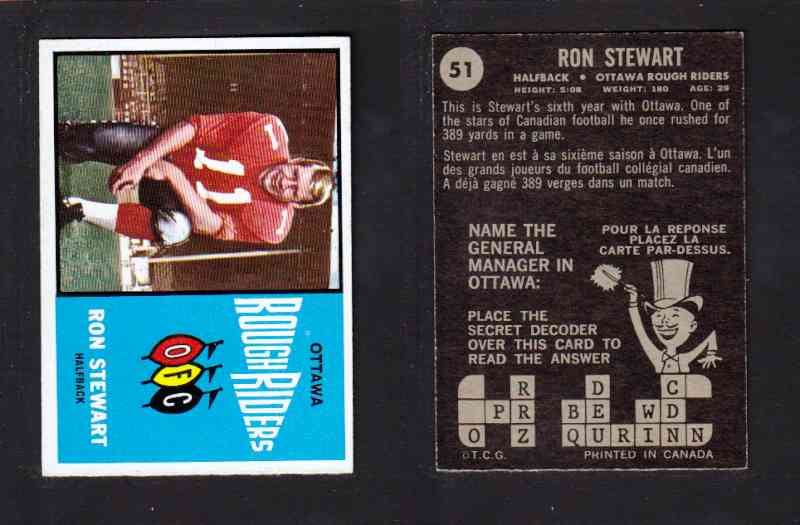 11
1
OTTAWA
ROUGH RIDERS
O F C
RON STEWART
HALFBACK
51
RON STEWART
HALFBACK • OTTAWA ROUGH RIDERS
HEIGHT: 5:08 WEIGHT: 180 AGE: 29
This is Stewart's sixth year with Ottawa. One of
the stars of Canadian football he once rushed for
389 yards in a game.
Stewart en est à sa sixième saison à Ottawa. L'un
des grands joueurs du football collégial canadien.
A déjà gagné 389 verges dans un match.
NAME THE
GENERAL
MANAGER IN
OTTAWA:
POUR LA REPONSE
PLACEZ LA
CARTE PAR-DESSUS.
PLACE THE
SECRET DECODER
OVER THIS CARD TO
READ THE ANSWER
R D C
P R B E W D
O Z Q U R I N N
©T.C.G. PRINTED IN CANADA